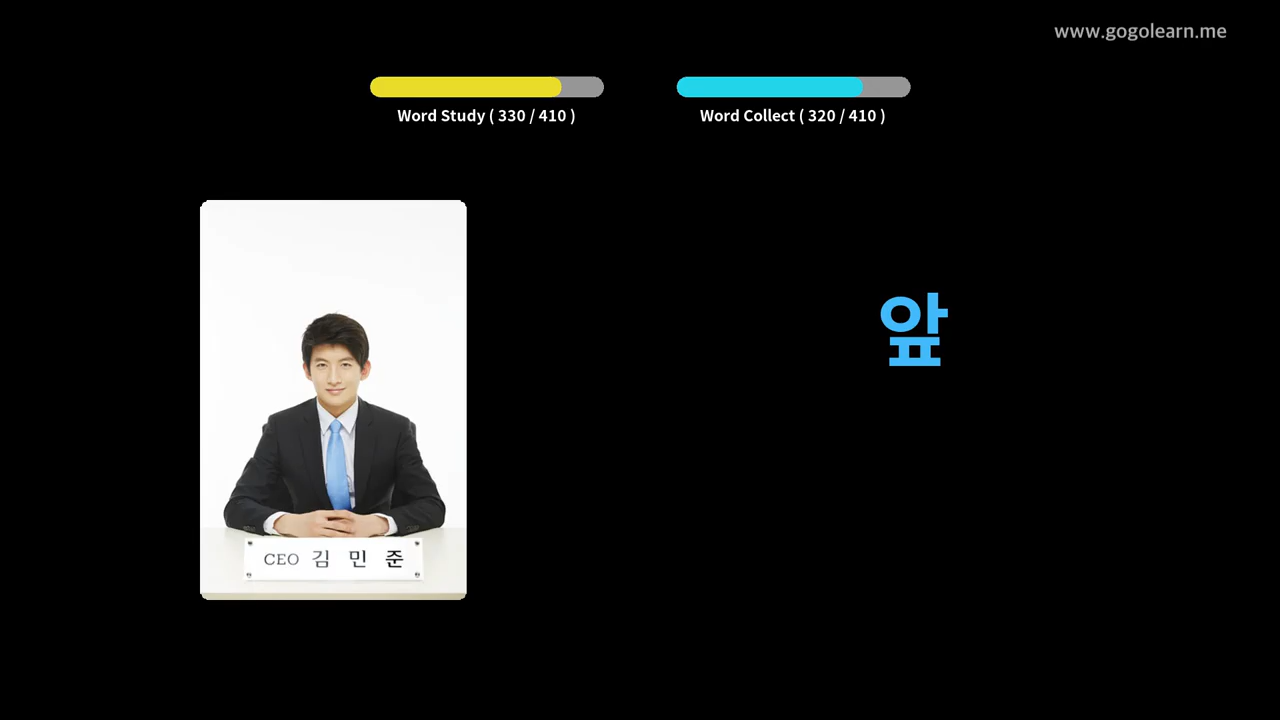 www.gogolearn.me
Word Study ( 330 / 410 )
Word Collect ( 320 / 410 )
앞
CEO 김 민 준